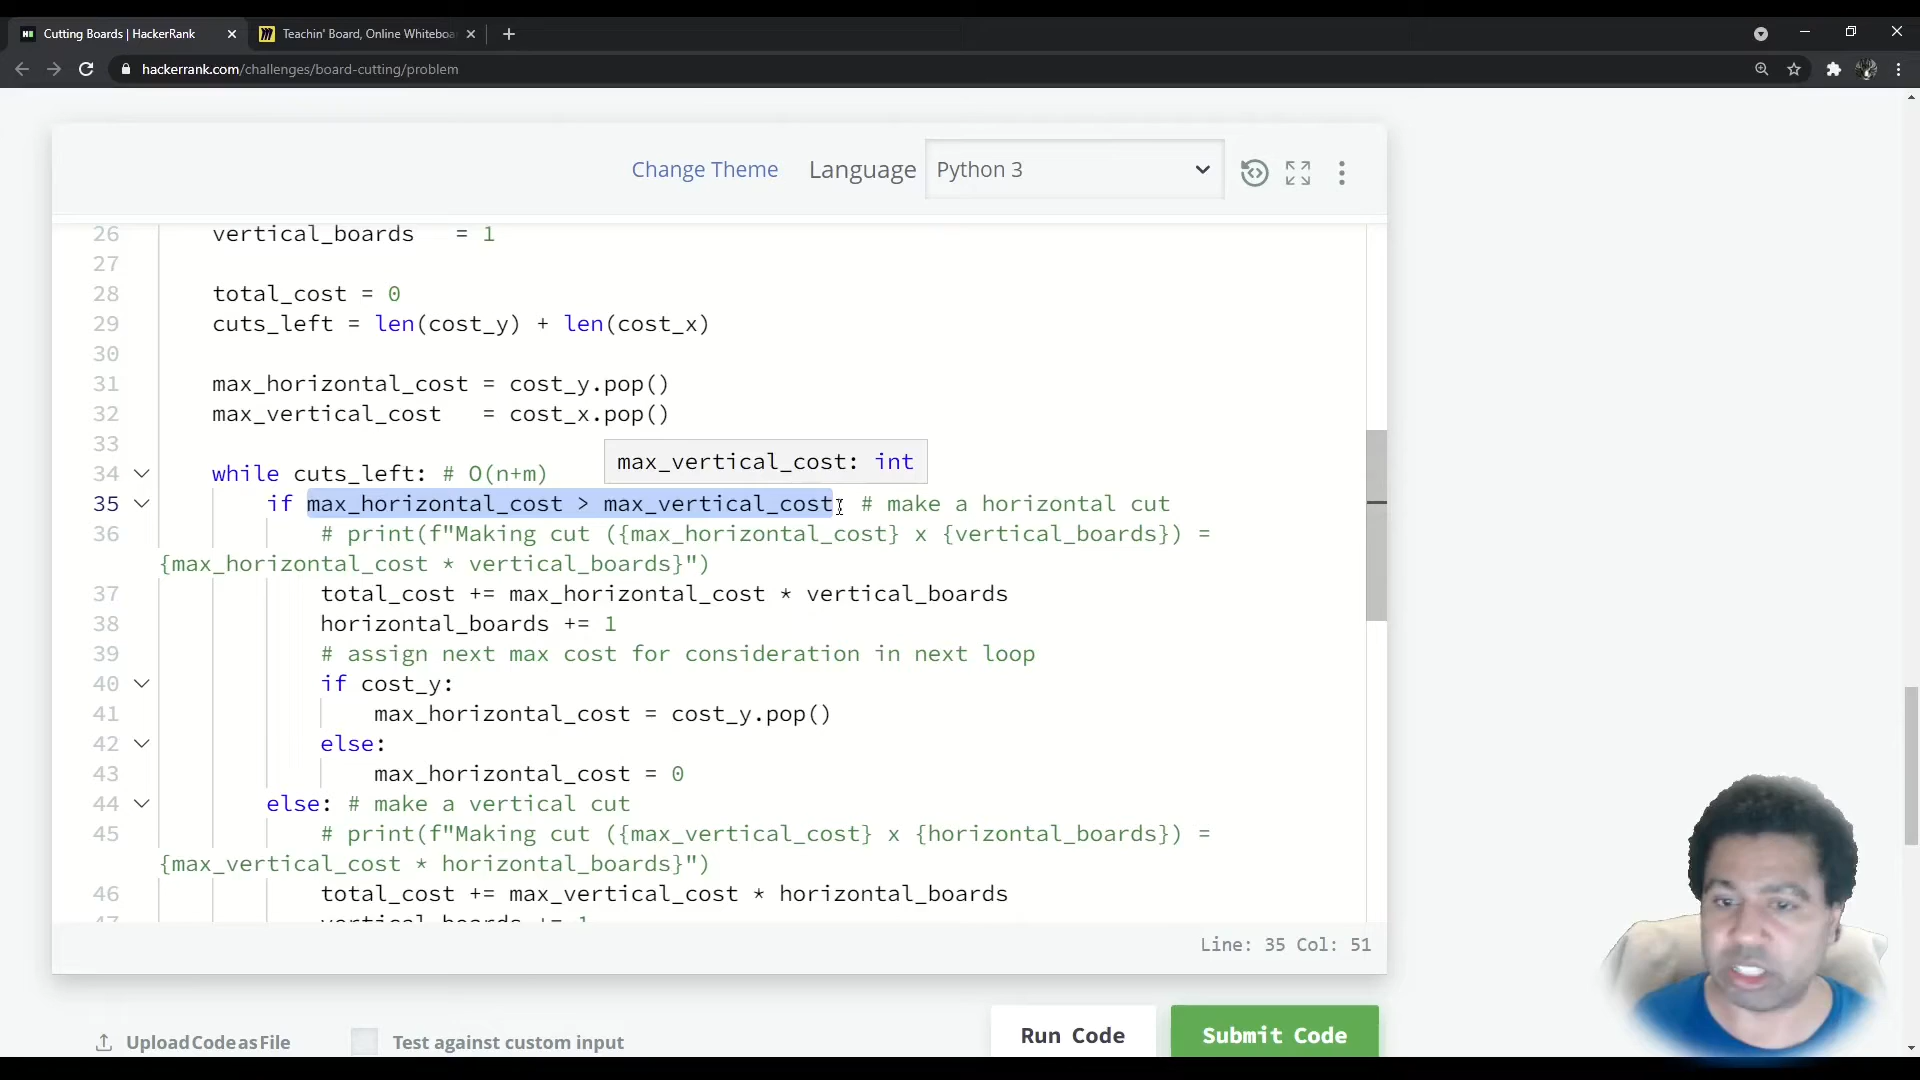 Cutting Boards | HackerRank
Teachin' Board, Online Whiteboa
hackerrank.com/challenges/board-cutting/problem
Change Theme Language Python 3
26 vertical_boards   = 1
27
28 total_cost = 0
29 cuts_left = len(cost_y) + len(cost_x)
30
31 max_horizontal_cost = cost_y.pop()
32 max_vertical_cost   = cost_x.pop()
33
max_vertical_cost: int
34 while cuts_left: # O(n+m)
35 if max_horizontal_cost > max_vertical_cost: # make a horizontal cut
36 # print(f"Making cut ({max_horizontal_cost} x {vertical_boards}) =
{max_horizontal_cost * vertical_boards}")
37 total_cost += max_horizontal_cost * vertical_boards
38 horizontal_boards += 1
39 # assign next max cost for consideration in next loop
40 if cost_y:
41 max_horizontal_cost = cost_y.pop()
42 else:
43 max_horizontal_cost = 0
44 else: # make a vertical cut
45 # print(f"Making cut ({max_vertical_cost} x {horizontal_boards}) =
{max_vertical_cost * horizontal_boards}")
46 total_cost += max_vertical_cost * horizontal_boards
47 vertical_boards += 1
Line: 35 Col: 51
Upload Code as File Test against custom input Run Code Submit Code